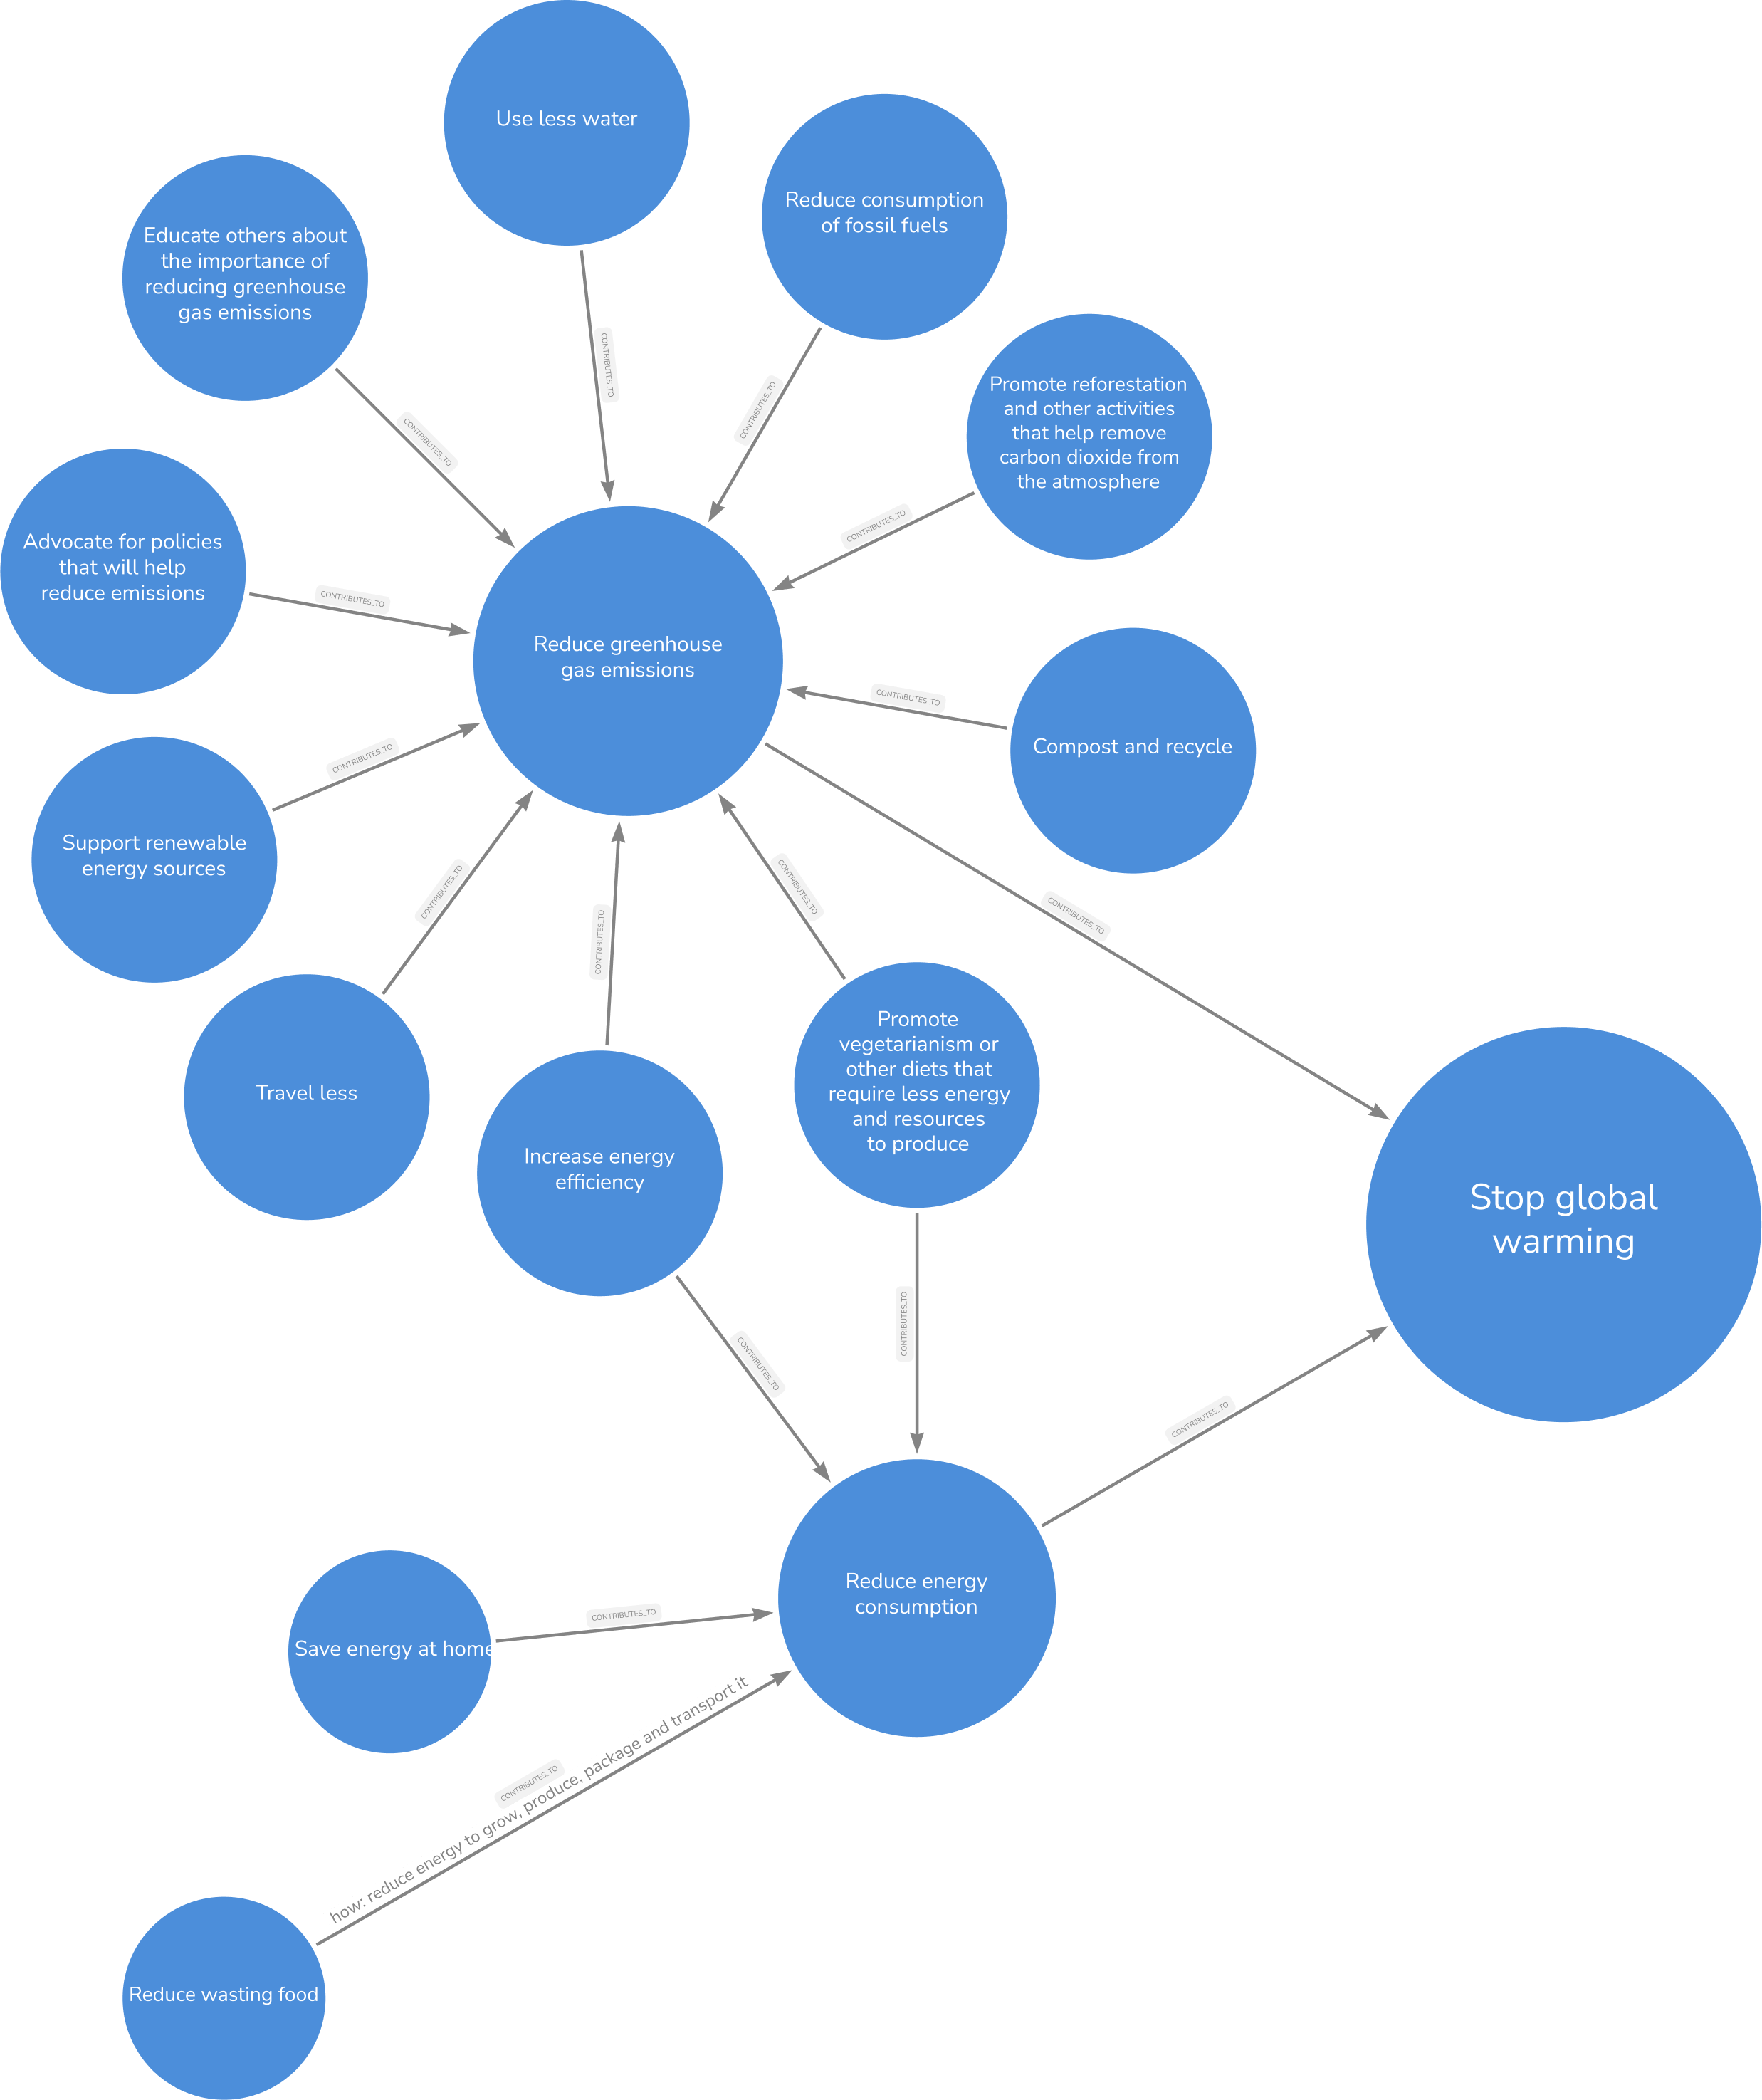 Use less water
Reduce consumption
of fossil fuels
Educate others about
the importance of
reducing greenhouse
gas emissions
CONTRIBUTES_TO
CONTRIBUTES_TO
CONTRIBUTES_TO
Promote reforestation
and other activities
that help remove
carbon dioxide from
the atmosphere
CONTRIBUTES_TO
Advocate for policies
that will help
reduce emissions
CONTRIBUTES_TO
Reduce greenhouse
gas emissions
CONTRIBUTES_TO
Compost and recycle
CONTRIBUTES_TO
Support renewable
energy sources
CONTRIBUTES_TO
CONTRIBUTES_TO
CONTRIBUTES_TO
CONTRIBUTES_TO
Travel less
Increase energy
efficiency
Promote
vegetarianism or
other diets that
require less energy
and resources
to produce
Stop global
warming
CONTRIBUTES_TO
CONTRIBUTES_TO
CONTRIBUTES_TO
Reduce energy
consumption
Save energy at home
CONTRIBUTES_TO
CONTRIBUTES_TO
how: reduce energy to grow, produce, package and transport it
Reduce wasting food